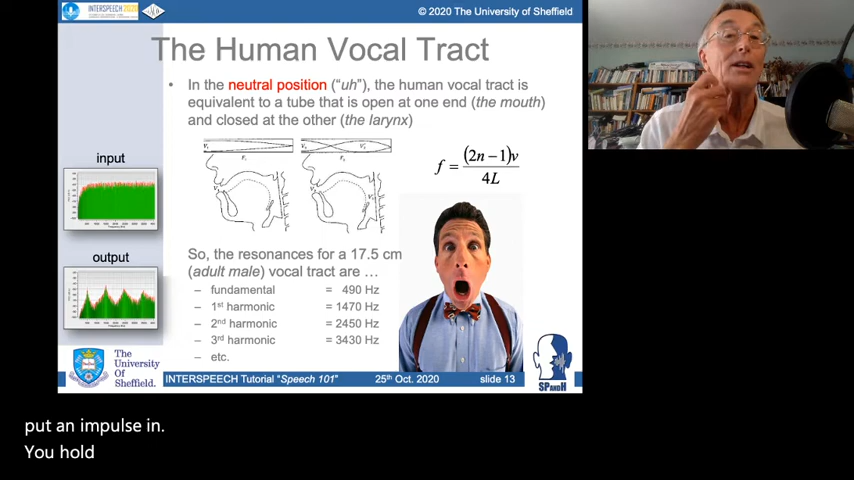 INTERSPEECH 2020
© 2020 The University of Sheffield
The Human Vocal Tract
• In the neutral position (“uh”), the human vocal tract is
equivalent to a tube that is open at one end (the mouth)
and closed at the other (the larynx)
input
f = (2n − 1)v / 4L
output
So, the resonances for a 17.5 cm
(adult male) vocal tract are …
– fundamental = 490 Hz
– 1st harmonic = 1470 Hz
– 2nd harmonic = 2450 Hz
– 3rd harmonic = 3430 Hz
– etc.
The
University
Of
Sheffield.
SPandH
INTERSPEECH Tutorial “Speech 101” 25th Oct. 2020 slide 13
put an impulse in.
You hold